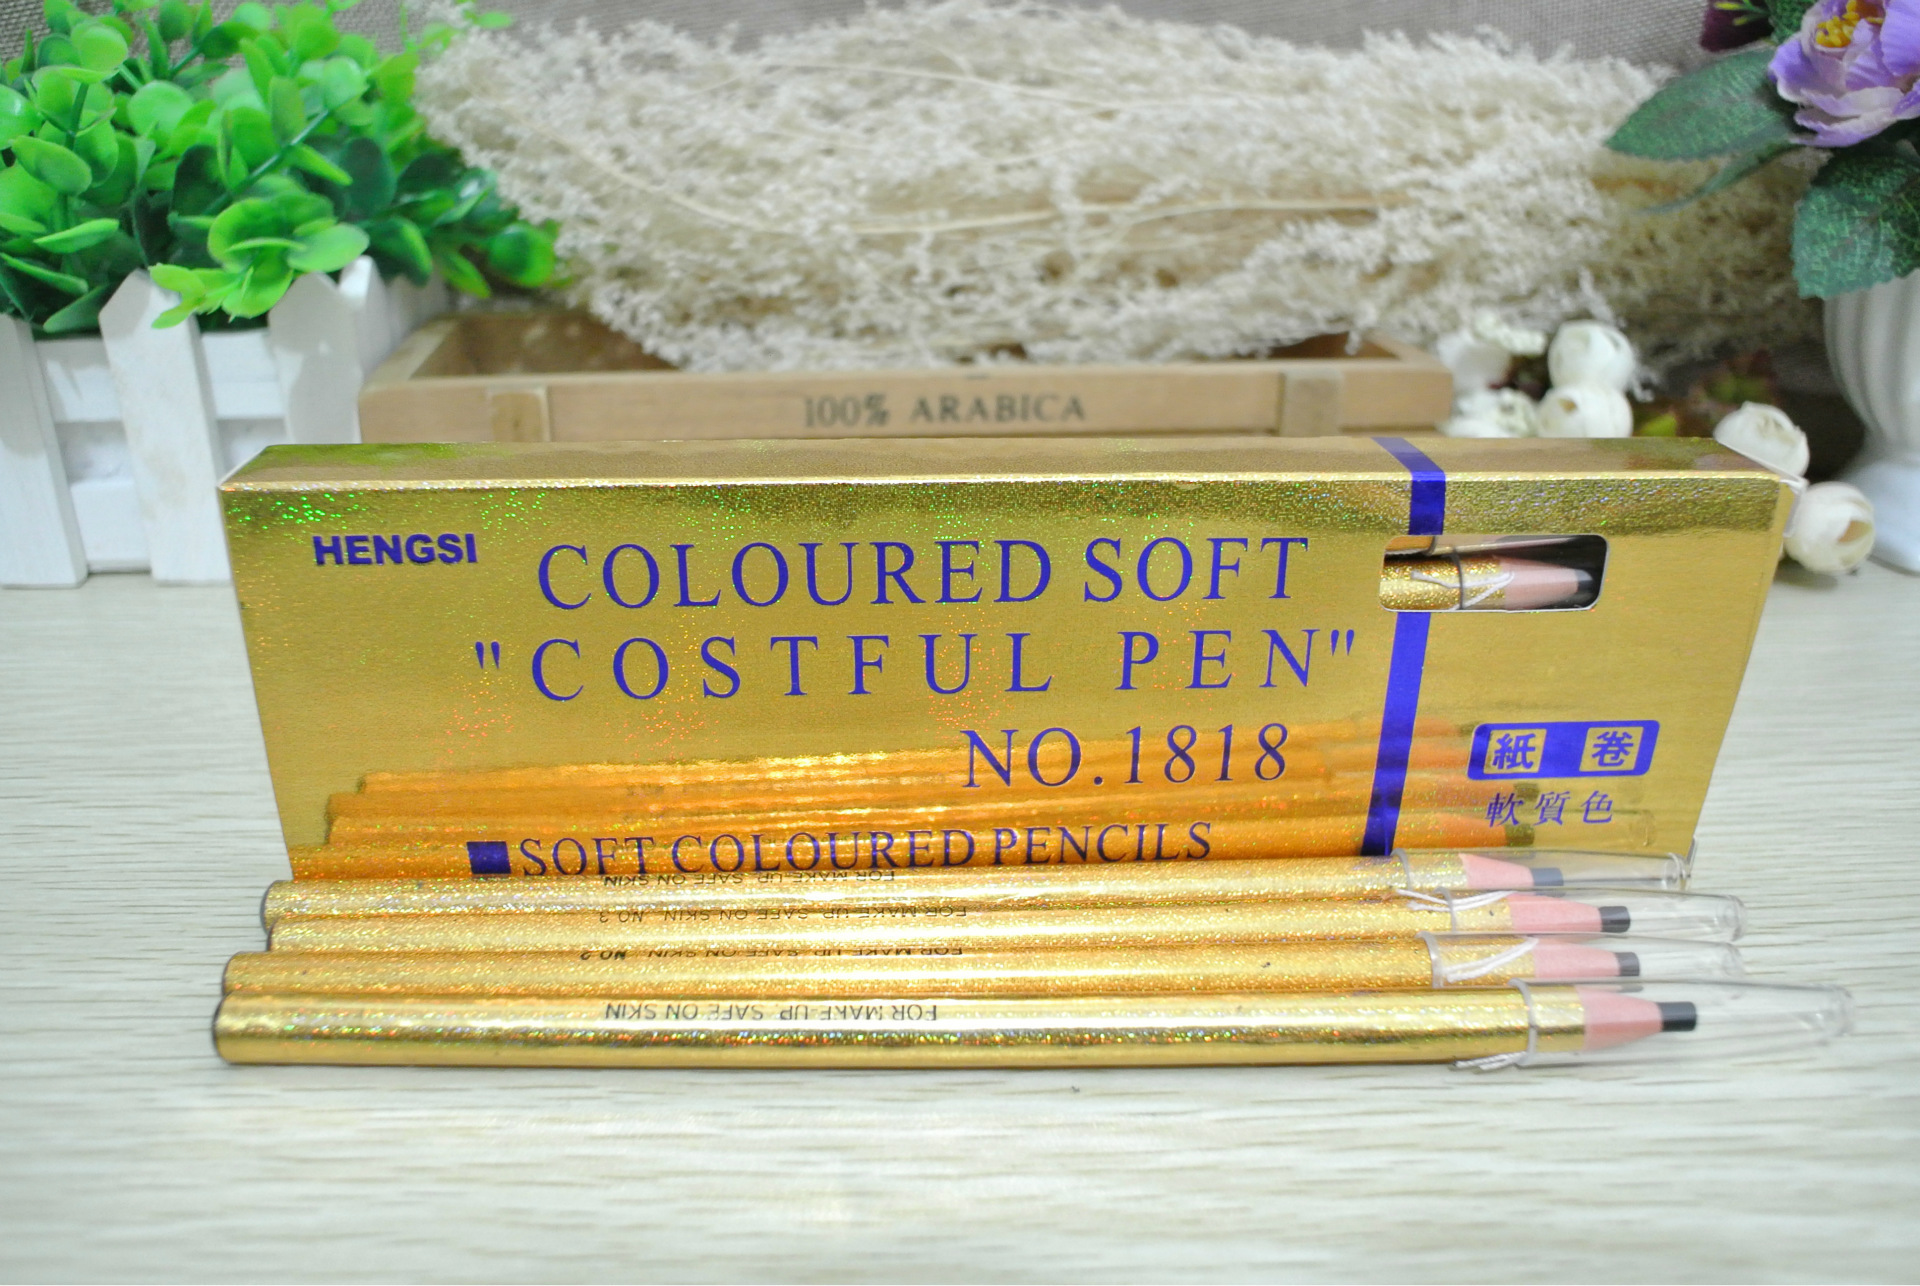 100% ARABICA
HENGSI
COLOURED SOFT
"COSTFUL PEN"
NO.1818
紙 卷
軟質色
SOFT COLOURED PENCILS
FOR MAKE-UP SAFE ON SKIN
FOR MAKE-UP SAFE ON SKIN NO.3
FOR MAKE-UP SAFE ON SKIN NO.2
FOR MAKE-UP SAFE ON SKIN